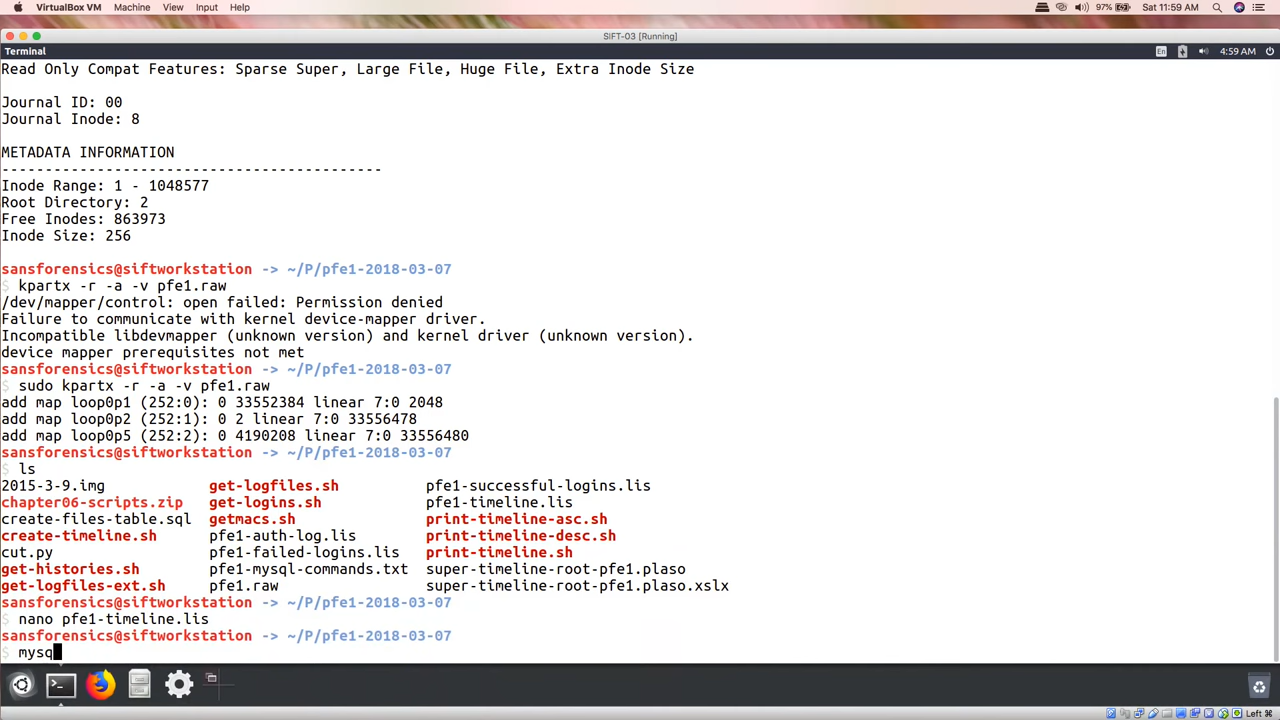 VirtualBox VM Machine View Input Help 97% Sat 11:59 AM
SIFT-03 [Running]
Terminal En 4:59 AM
Read Only Compat Features: Sparse Super, Large File, Huge File, Extra Inode Size
Journal ID: 00
Journal Inode: 8
METADATA INFORMATION
--------------------------------------------
Inode Range: 1 - 1048577
Root Directory: 2
Free Inodes: 863973
Inode Size: 256
sansforensics@siftworkstation -> ~/P/pfe1-2018-03-07
$ kpartx -r -a -v pfe1.raw
/dev/mapper/control: open failed: Permission denied
Failure to communicate with kernel device-mapper driver.
Incompatible libdevmapper (unknown version) and kernel driver (unknown version).
device mapper prerequisites not met
sansforensics@siftworkstation -> ~/P/pfe1-2018-03-07
$ sudo kpartx -r -a -v pfe1.raw
add map loop0p1 (252:0): 0 33552384 linear 7:0 2048
add map loop0p2 (252:1): 0 2 linear 7:0 33556478
add map loop0p5 (252:2): 0 4190208 linear 7:0 33556480
sansforensics@siftworkstation -> ~/P/pfe1-2018-03-07
$ ls
2015-3-9.img get-logfiles.sh pfe1-successful-logins.lis
chapter06-scripts.zip get-logins.sh pfe1-timeline.lis
create-files-table.sql getmacs.sh print-timeline-asc.sh
create-timeline.sh pfe1-auth-log.lis print-timeline-desc.sh
cut.py pfe1-failed-logins.lis print-timeline.sh
get-histories.sh pfe1-mysql-commands.txt super-timeline-root-pfe1.plaso
get-logfiles-ext.sh pfe1.raw super-timeline-root-pfe1.plaso.xslx
sansforensics@siftworkstation -> ~/P/pfe1-2018-03-07
$ nano pfe1-timeline.lis
sansforensics@siftworkstation -> ~/P/pfe1-2018-03-07
$ mysq
Left ⌘